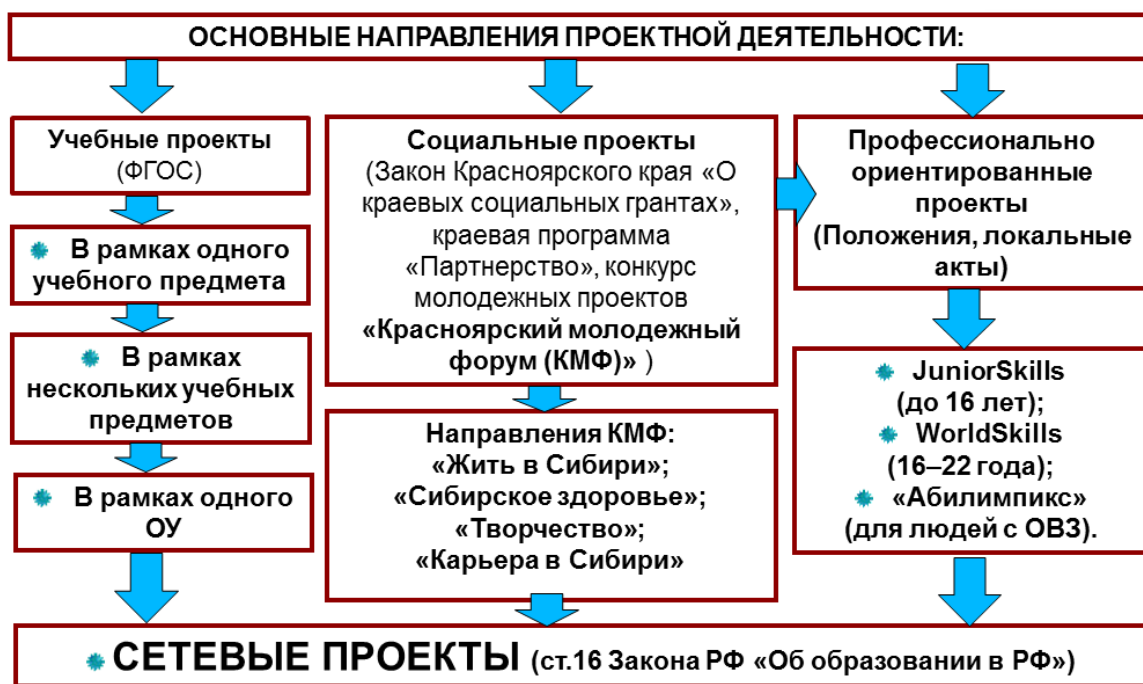 ОСНОВНЫЕ НАПРАВЛЕНИЯ ПРОЕКТНОЙ ДЕЯТЕЛЬНОСТИ:
Учебные проекты
(ФГОС)
В рамках одного
учебного предмета
В рамках
нескольких учебных
предметов
В рамках одного
ОУ
Социальные проекты
(Закон Красноярского края «О
краевых социальных грантах»,
краевая программа
«Партнерство», конкурс
молодежных проектов
«Красноярский молодежный
форум (КМФ)» )
Направления КМФ:
«Жить в Сибири»;
«Сибирское здоровье»;
«Творчество»;
«Карьера в Сибири»
Профессионально
ориентированные
проекты
(Положения, локальные
акты)
JuniorSkills
(до 16 лет);
WorldSkills
(16–22 года);
«Абилимпикс»
(для людей с ОВЗ).
СЕТЕВЫЕ ПРОЕКТЫ (ст.16 Закона РФ «Об образовании в РФ»)